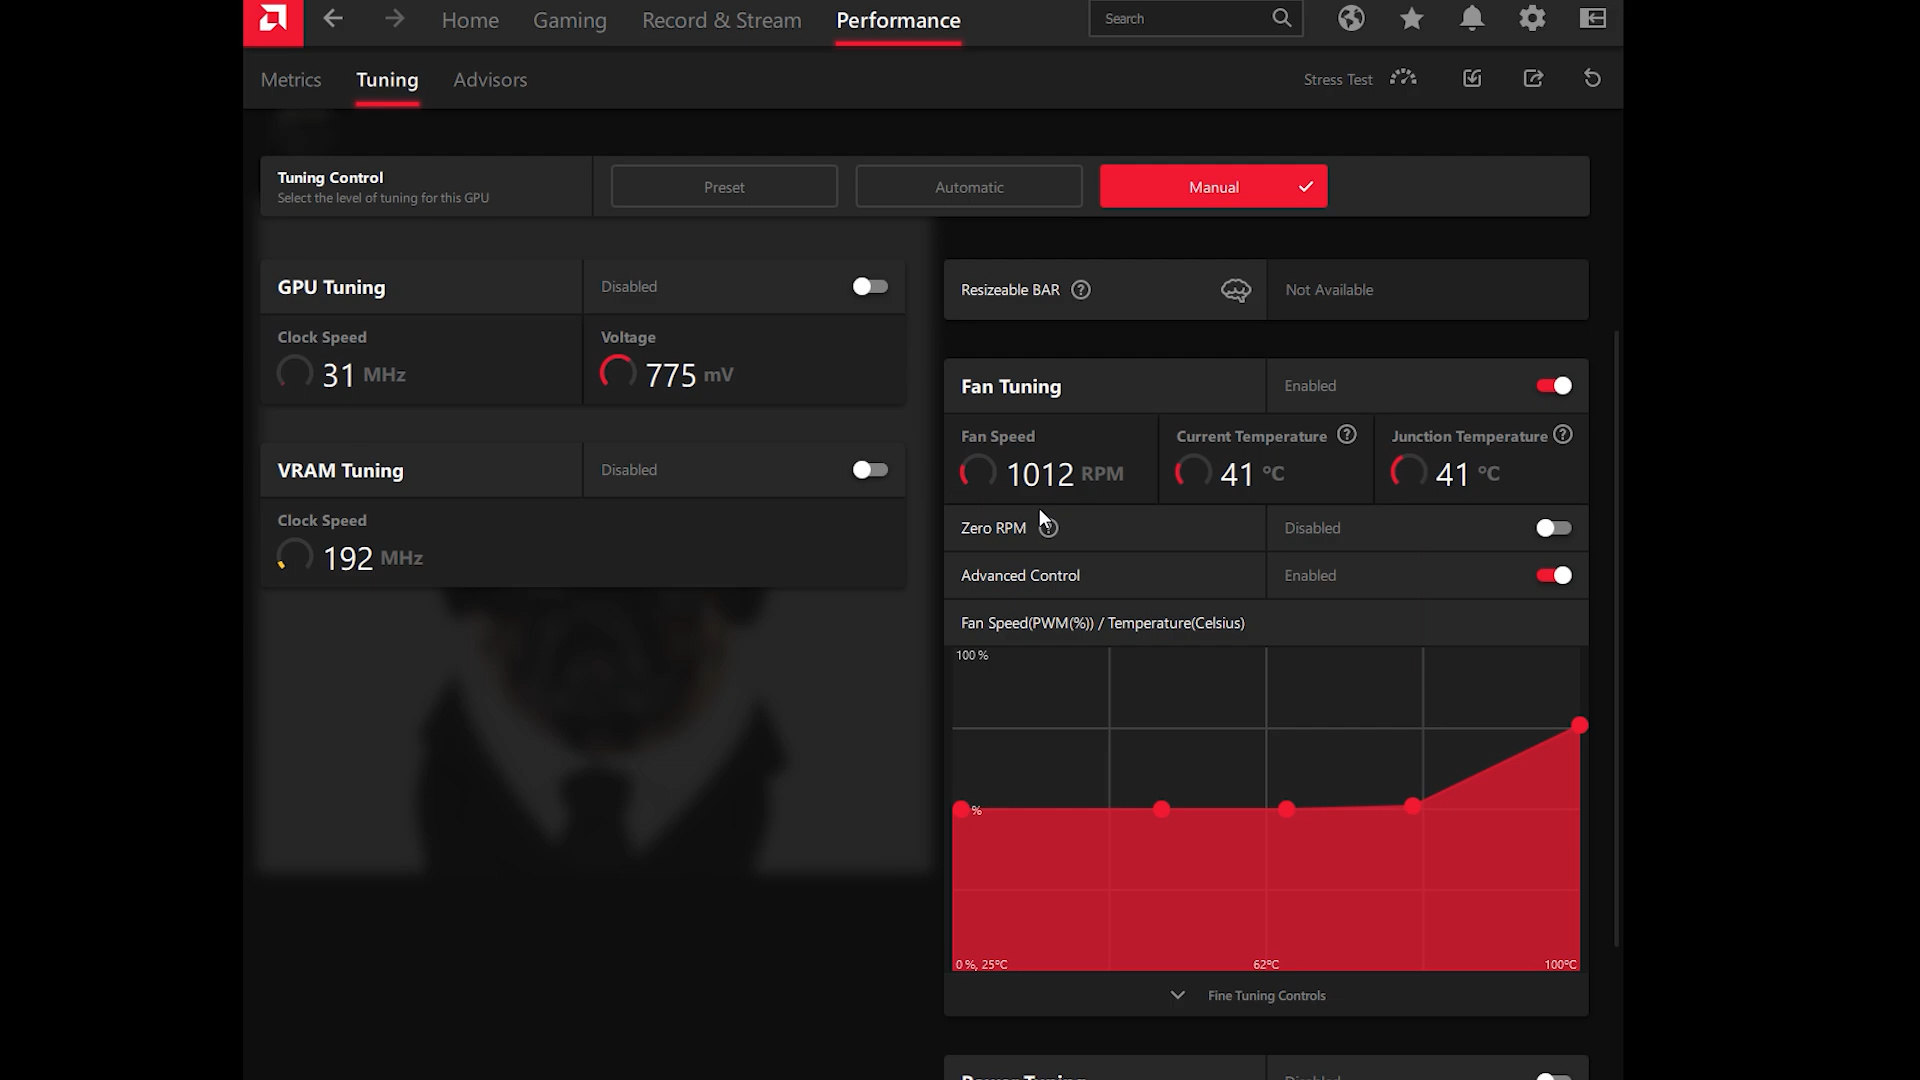 Home Gaming Record & Stream Performance Search
Metrics Tuning Advisors Stress Test
Tuning Control
Select the level of tuning for this GPU
Preset Automatic Manual
GPU Tuning Disabled
Clock Speed Voltage
31 MHz 775 mV
VRAM Tuning Disabled
Clock Speed
192 MHz
Resizeable BAR Not Available
Fan Tuning Enabled
Fan Speed Current Temperature Junction Temperature
1012 RPM 41 °C 41 °C
Zero RPM Disabled
Advanced Control Enabled
Fan Speed(PWM(%)) / Temperature(Celsius)
100 %
%
0 %, 25°C 62°C 100°C
Fine Tuning Controls